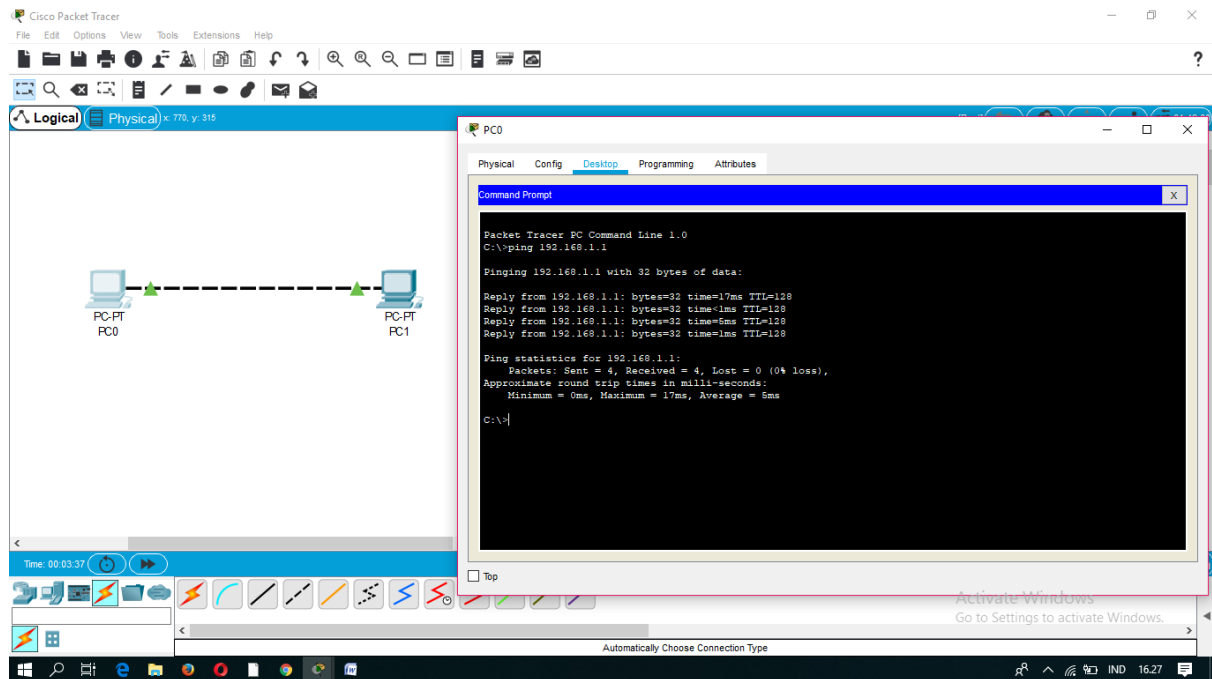 Cisco Packet Tracer
File Edit Options View Tools Extensions Help
?
Logical Physical x: 770, y: 315
PC0
Physical Config Desktop Programming Attributes
Command Prompt X
Packet Tracer PC Command Line 1.0
C:\>ping 192.168.1.1
Pinging 192.168.1.1 with 32 bytes of data:
Reply from 192.168.1.1: bytes=32 time=17ms TTL=128
Reply from 192.168.1.1: bytes=32 time<1ms TTL=128
Reply from 192.168.1.1: bytes=32 time=5ms TTL=128
Reply from 192.168.1.1: bytes=32 time=1ms TTL=128
Ping statistics for 192.168.1.1:
Packets: Sent = 4, Received = 4, Lost = 0 (0% loss),
Approximate round trip times in milli-seconds:
Minimum = 0ms, Maximum = 17ms, Average = 5ms
C:\>
PC-PT
PC0
PC-PT
PC1
Time: 00:03:37
Top
Activate Windows
Go to Settings to activate Windows.
Automatically Choose Connection Type
IND 16.27